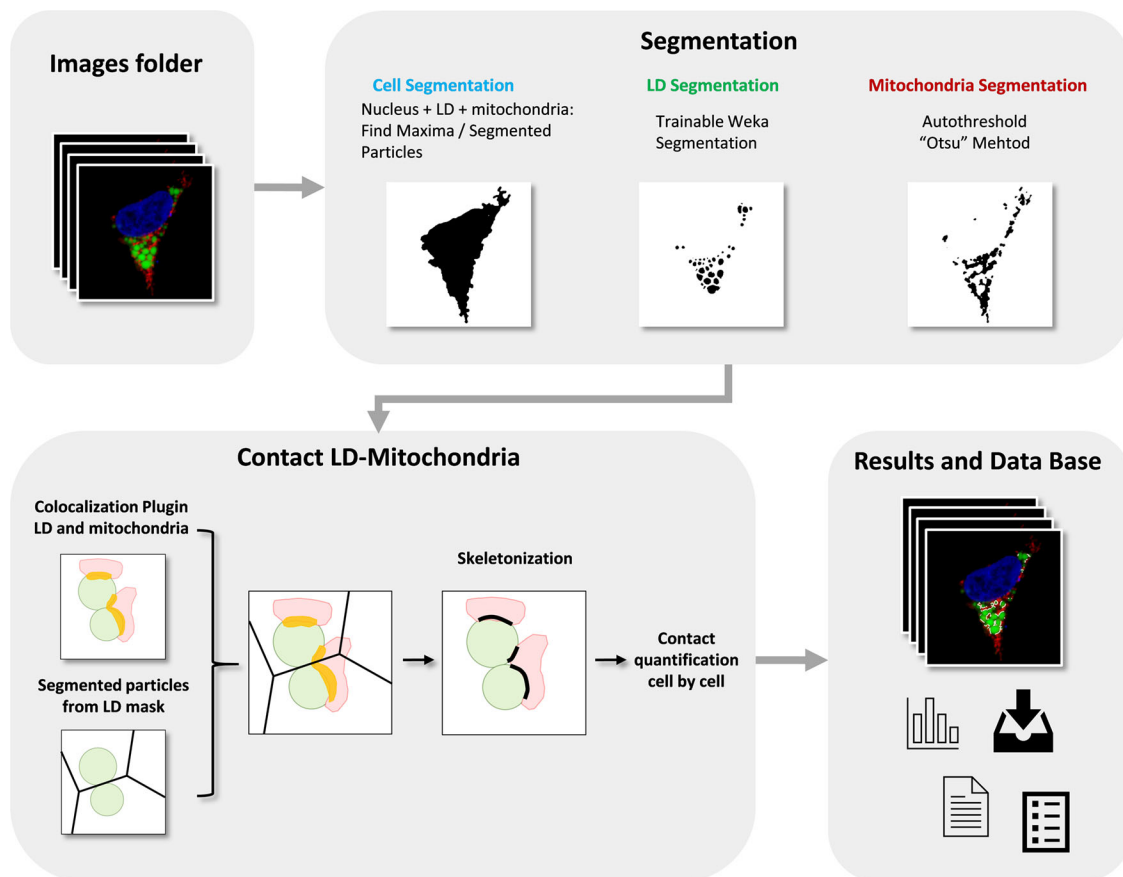 Images folder
Segmentation
Cell Segmentation
Nucleus + LD + mitochondria:
Find Maxima / Segmented
Particles
LD Segmentation
Trainable Weka
Segmentation
Mitochondria Segmentation
Autothreshold
“Otsu” Mehtod
Contact LD-Mitochondria
Colocalization Plugin
LD and mitochondria
Segmented particles
from LD mask
Skeletonization
Contact
quantification
cell by cell
Results and Data Base